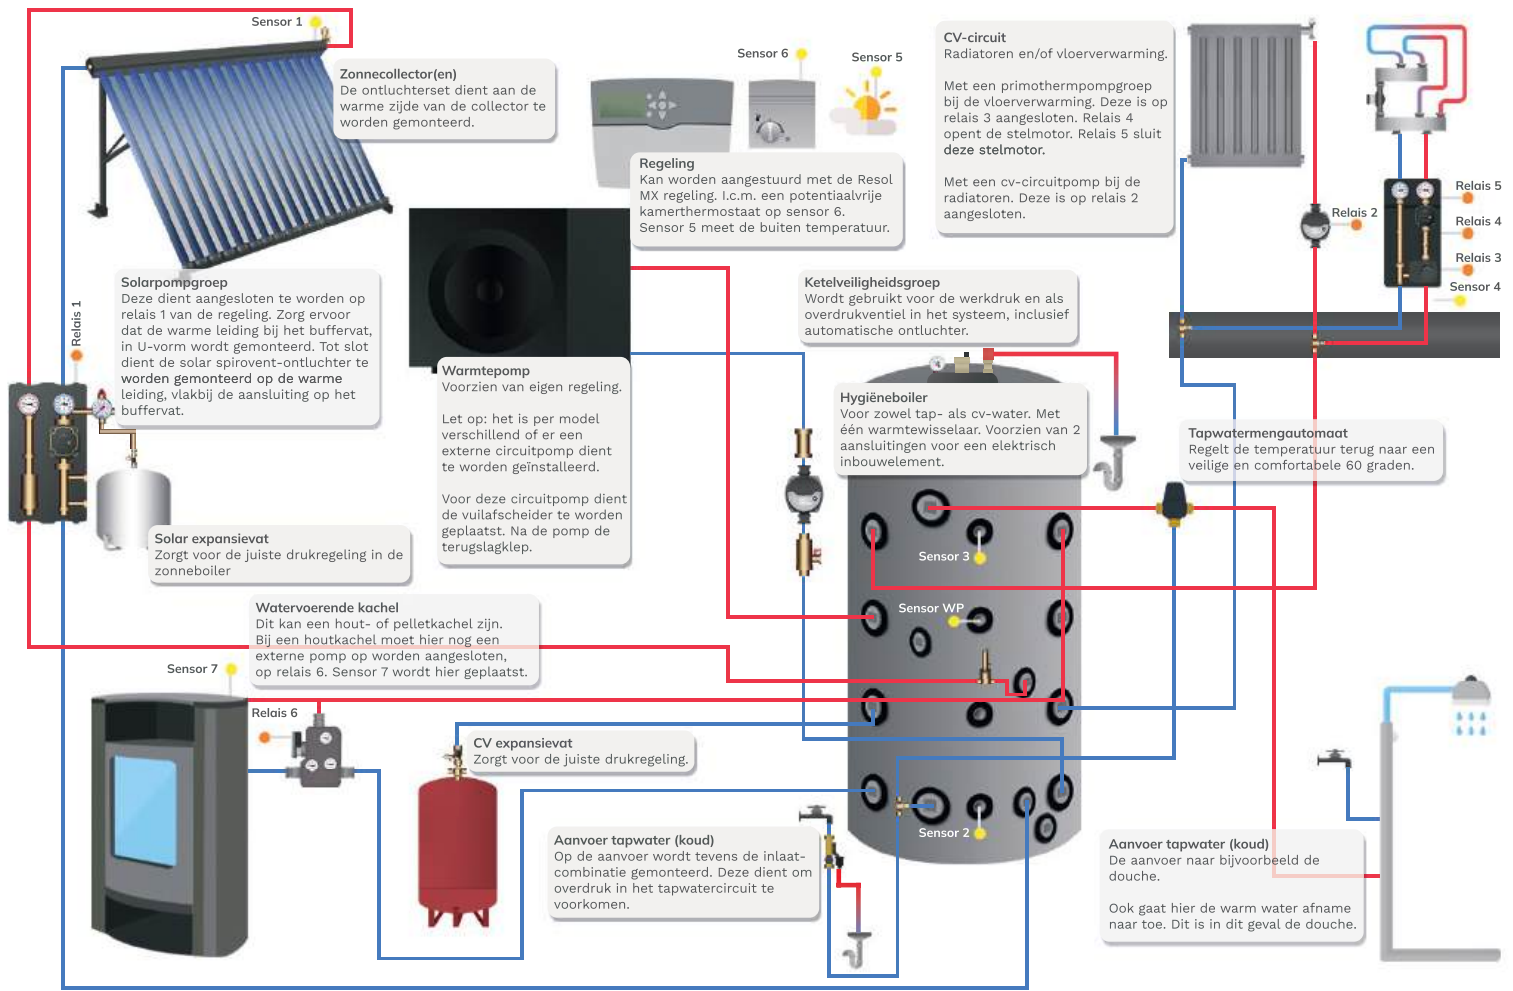 Sensor 1
Zonnecollector(en)
De ontluchterset dient aan de
warme zijde van de collector te
worden gemonteerd.
Sensor 6
Sensor 5
Regeling
Kan worden aangestuurd met de Resol
MX regeling. I.c.m. een potentiaalvrije
kamerthermostaat op sensor 6.
Sensor 5 meet de buiten temperatuur.
CV-circuit
Radiatoren en/of vloerverwarming.
Met een primothermpompgroep
bij de vloerverwarming. Deze is op
relais 3 aangesloten. Relais 4
opent de stelmotor. Relais 5 sluit
deze stelmotor.
Met een cv-circuitpomp bij de
radiatoren. Deze is op relais 2
aangesloten.
Relais 2
Relais 5
Relais 4
Relais 3
Sensor 4
Relais 1
Solarpompgroep
Deze dient aangesloten te worden op
relais 1 van de regeling. Zorg ervoor
dat de warme leiding bij het buffervat,
in U-vorm wordt gemonteerd. Tot slot
dient de solar spirovent-ontluchter te
worden gemonteerd op de warme
leiding, vlakbij de aansluiting op het
buffervat.
Ketelveiligheidsgroep
Wordt gebruikt voor de werkdruk en als
overdrukventiel in het systeem, inclusief
automatische ontluchter.
Warmtepomp
Voorzien van eigen regeling.
Let op: het is per model
verschillend of er een
externe circuitpomp dient
te worden geïnstalleerd.
Voor deze circuitpomp dient
de vuilafscheider te worden
geplaatst. Na de pomp de
terugslagklep.
Hygiëneboiler
Voor zowel tap- als cv-water. Met
één warmtewisselaar. Voorzien van 2
aansluitingen voor een elektrisch
inbouwelement.
Tapwatermengautomaat
Regelt de temperatuur terug naar een
veilige en comfortabele 60 graden.
Solar expansievat
Zorgt voor de juiste drukregeling in de
zonneboiler
Sensor 3
Sensor WP
Sensor 2
Watervoerende kachel
Dit kan een hout- of pelletkachel zijn.
Bij een houtkachel moet hier nog een
externe pomp op worden aangesloten,
op relais 6. Sensor 7 wordt hier geplaatst.
Sensor 7
Relais 6
CV expansievat
Zorgt voor de juiste drukregeling.
Aanvoer tapwater (koud)
Op de aanvoer wordt tevens de inlaat-
combinatie gemonteerd. Deze dient om
overdruk in het tapwatercircuit te
voorkomen.
Aanvoer tapwater (koud)
De aanvoer naar bijvoorbeeld de
douche.
Ook gaat hier de warm water afname
naar toe. Dit is in dit geval de douche.